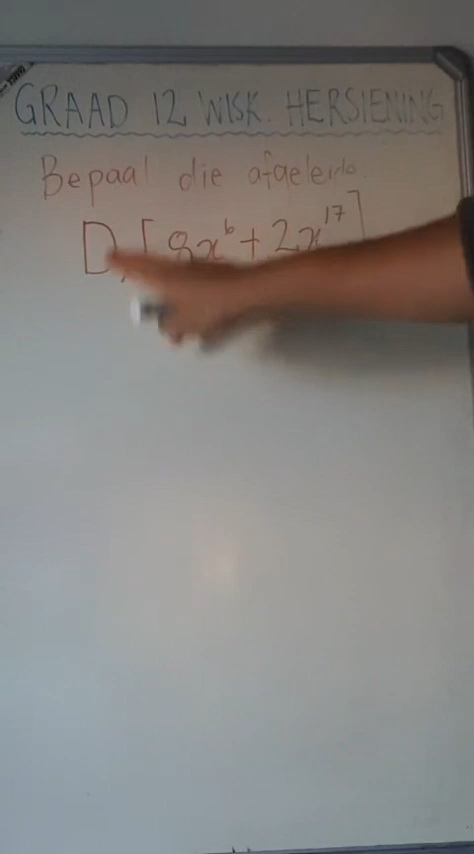 GRAAD 12 WISK. HERSIENING
Bepaal die afgeleide.
D [8x⁶ + 2x¹⁷]